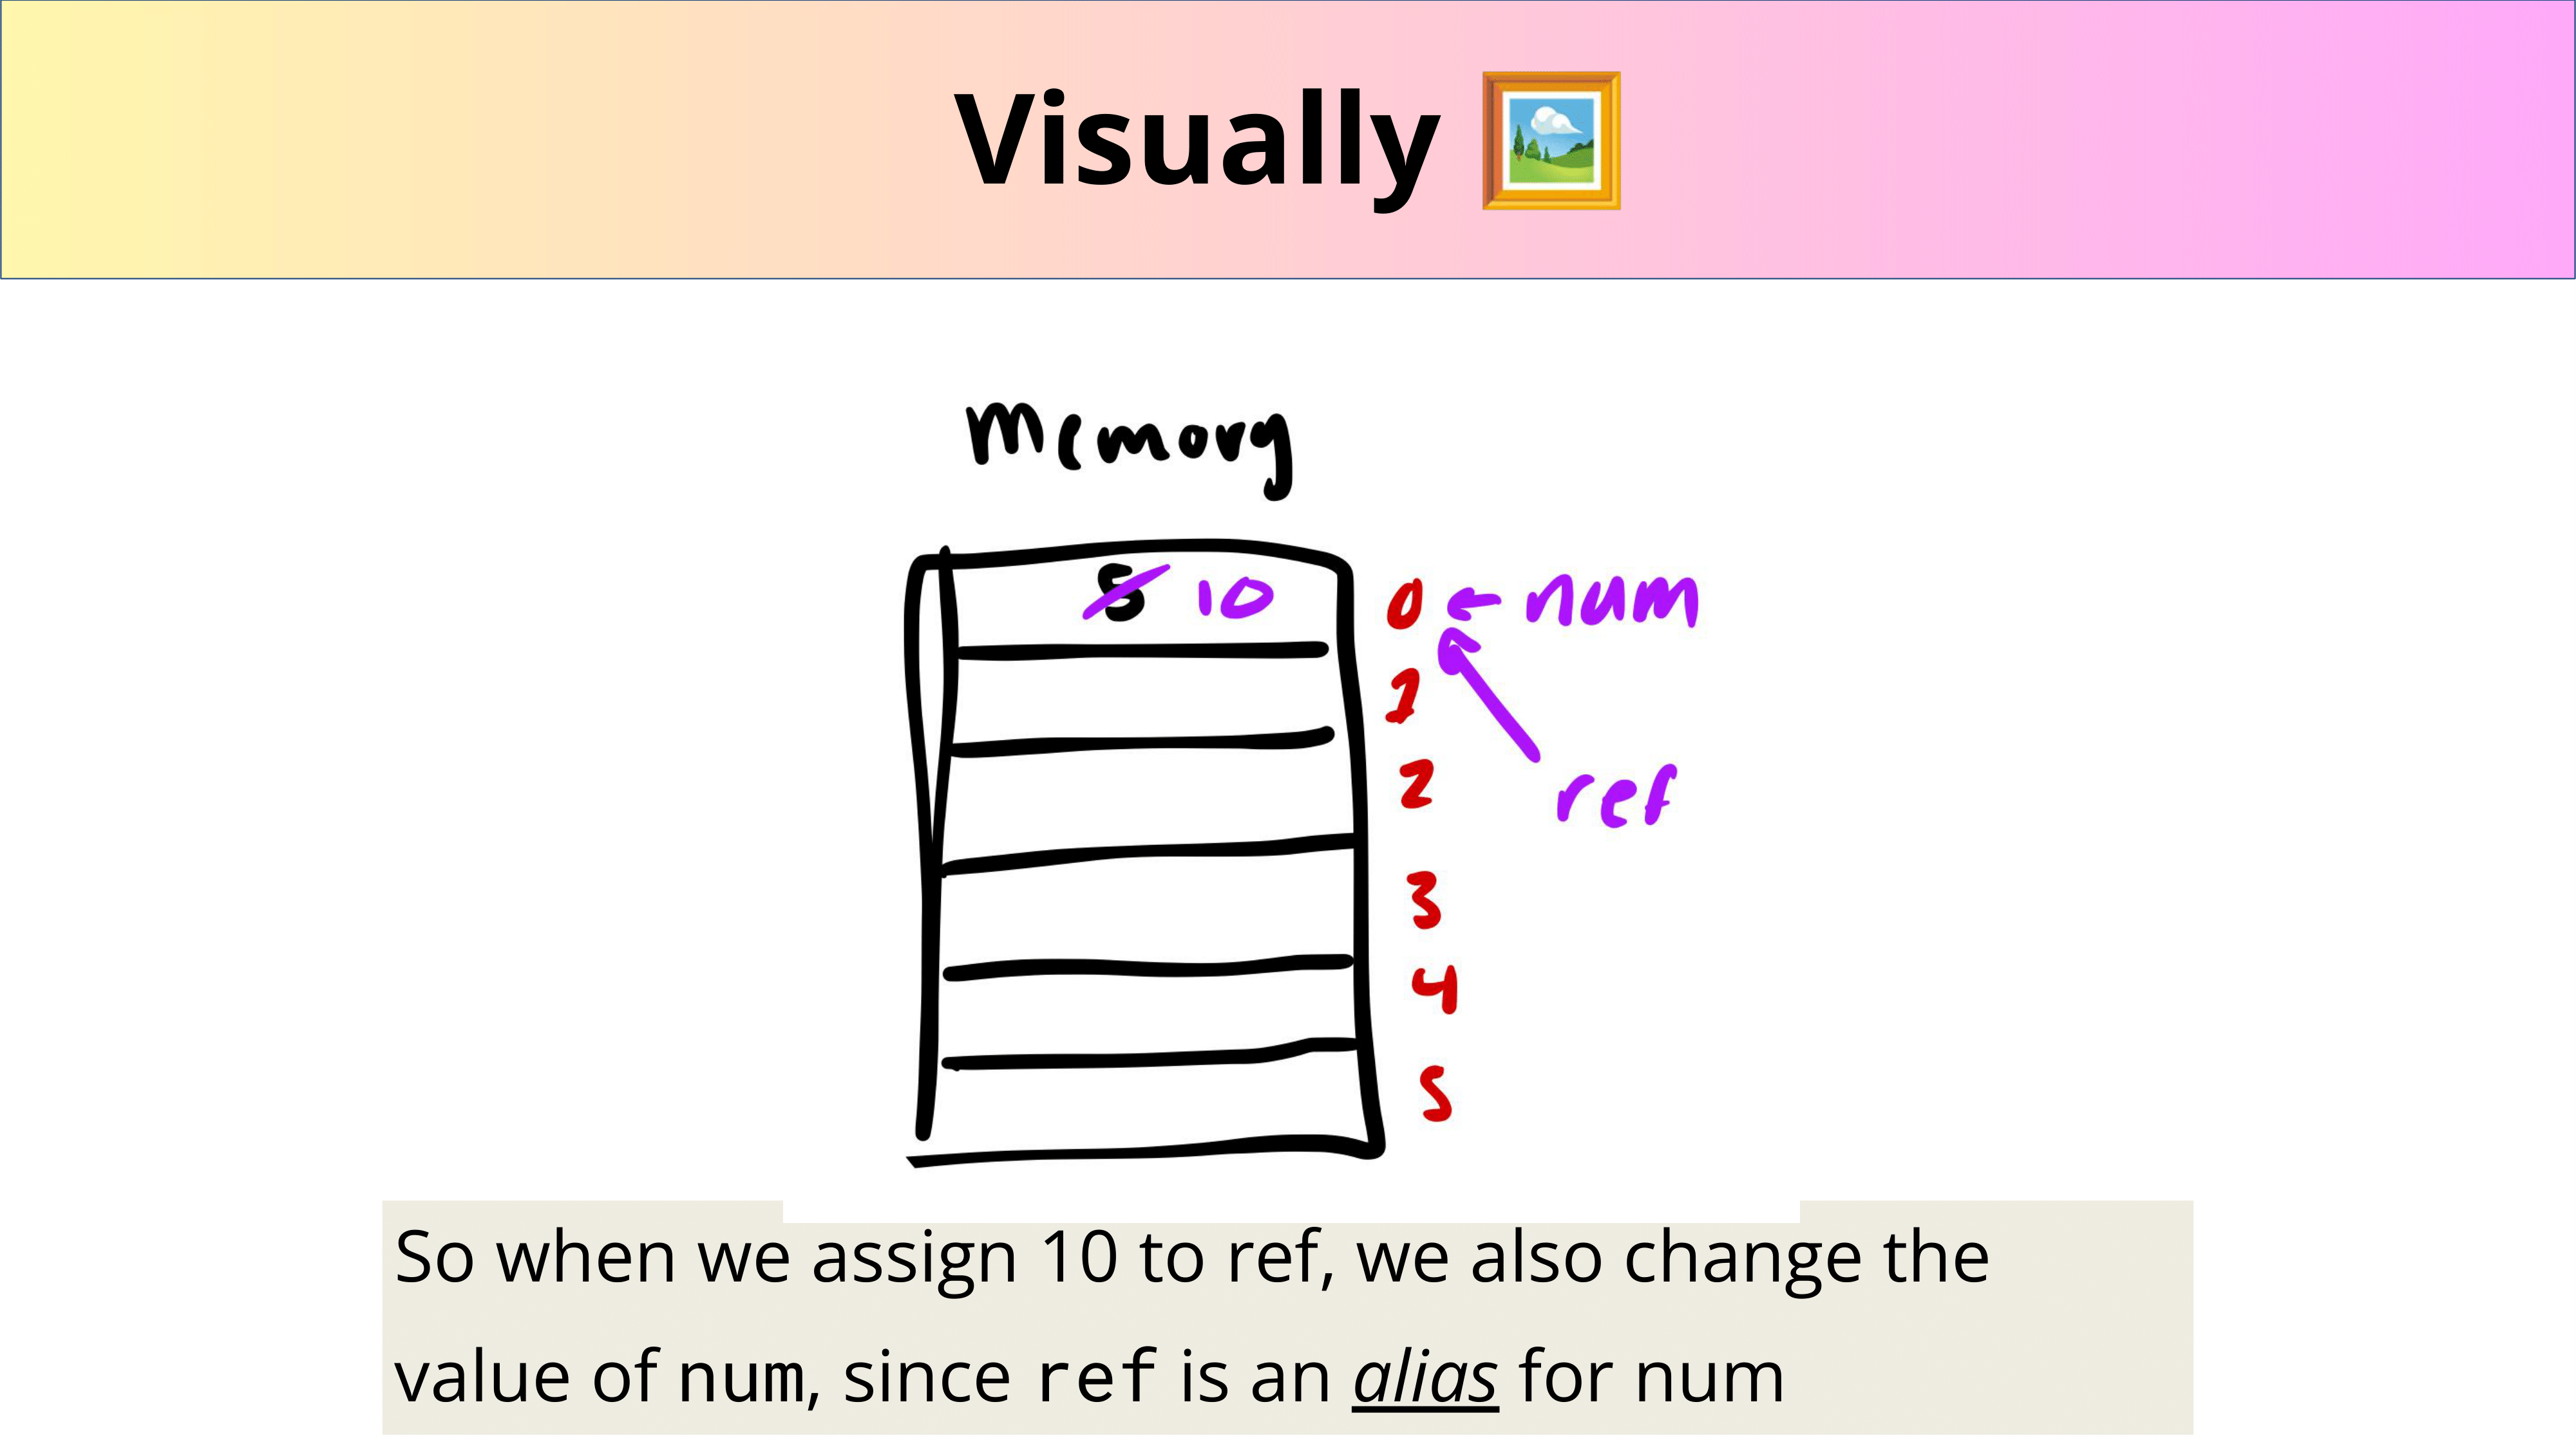 Visually
Memory
5 10 0 ← num
1
2
ref
3
4
5
So when we assign 10 to ref, we also change the
value of num, since ref is an alias for num